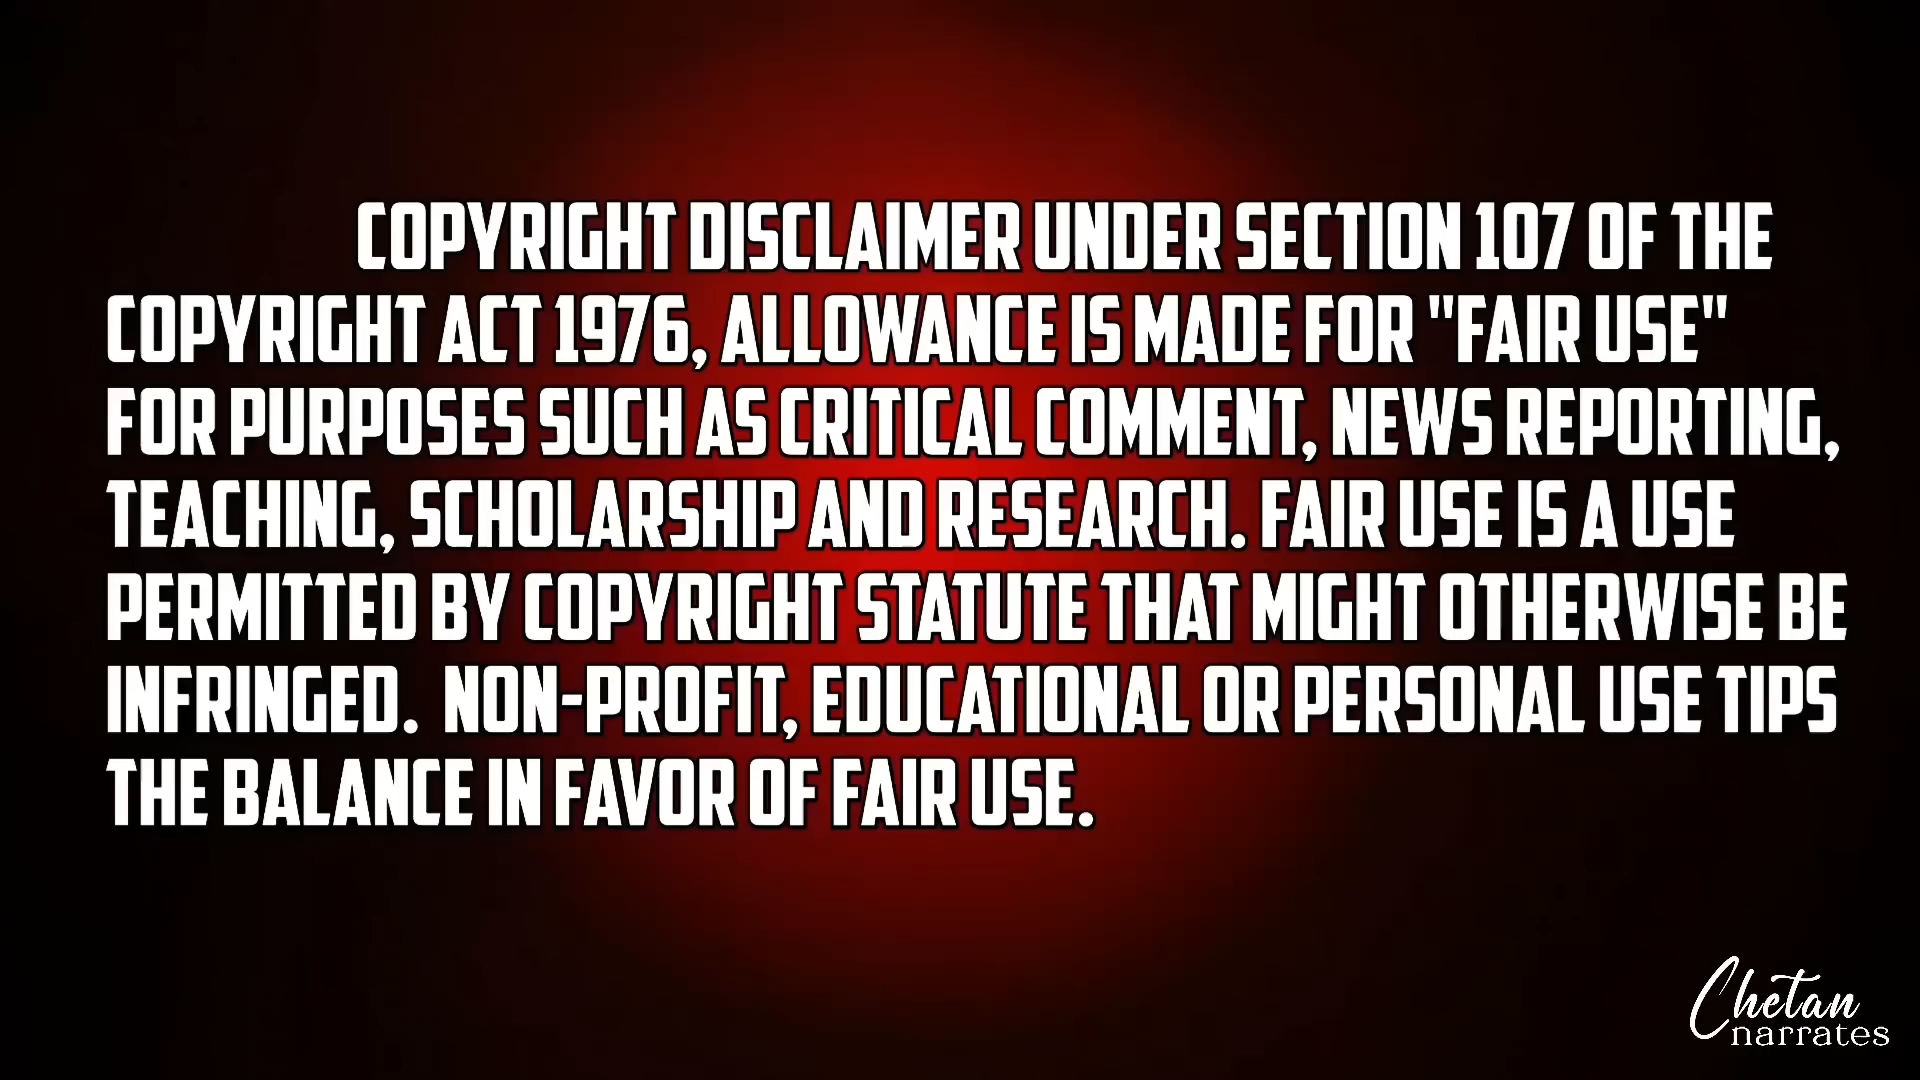 COPYRIGHT DISCLAIMER UNDER SECTION 107 OF THE
COPYRIGHT ACT 1976, ALLOWANCE IS MADE FOR "FAIR USE"
FOR PURPOSES SUCH AS CRITICAL COMMENT, NEWS REPORTING,
TEACHING, SCHOLARSHIP AND RESEARCH. FAIR USE IS A USE
PERMITTED BY COPYRIGHT STATUTE THAT MIGHT OTHERWISE BE
INFRINGED. NON-PROFIT, EDUCATIONAL OR PERSONAL USE TIPS
THE BALANCE IN FAVOR OF FAIR USE.
Chetan
narrates